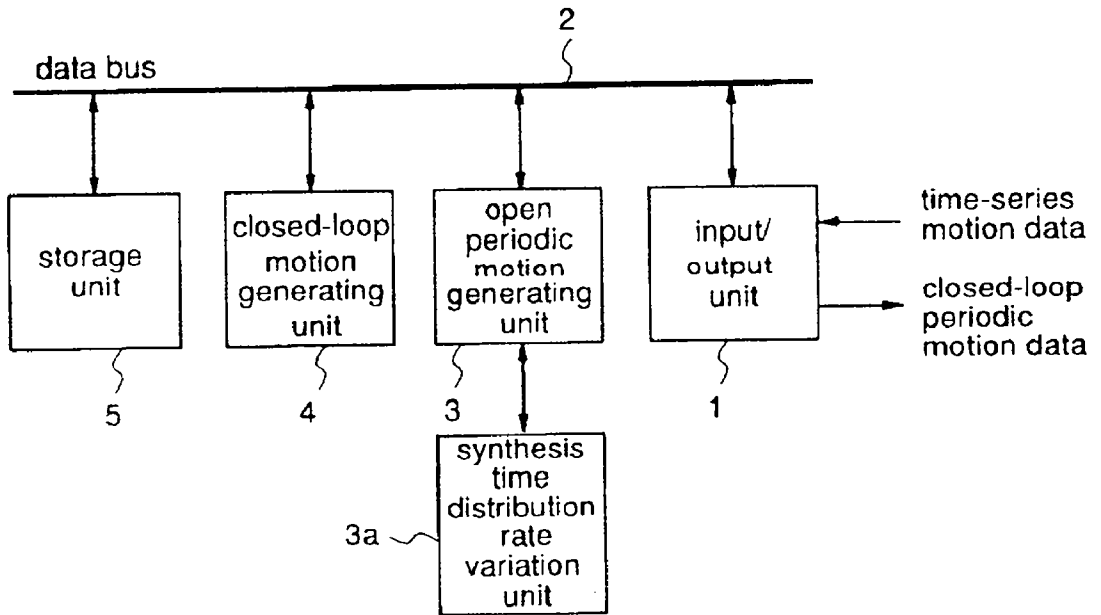 2
data bus
storage
unit
closed-loop
motion
generating
unit
open
periodic
motion
generating
unit
input/
output
unit
time-series
motion data
closed-loop
periodic
motion data
5
4
3
1
synthesis
time
distribution
rate
variation
unit
3a